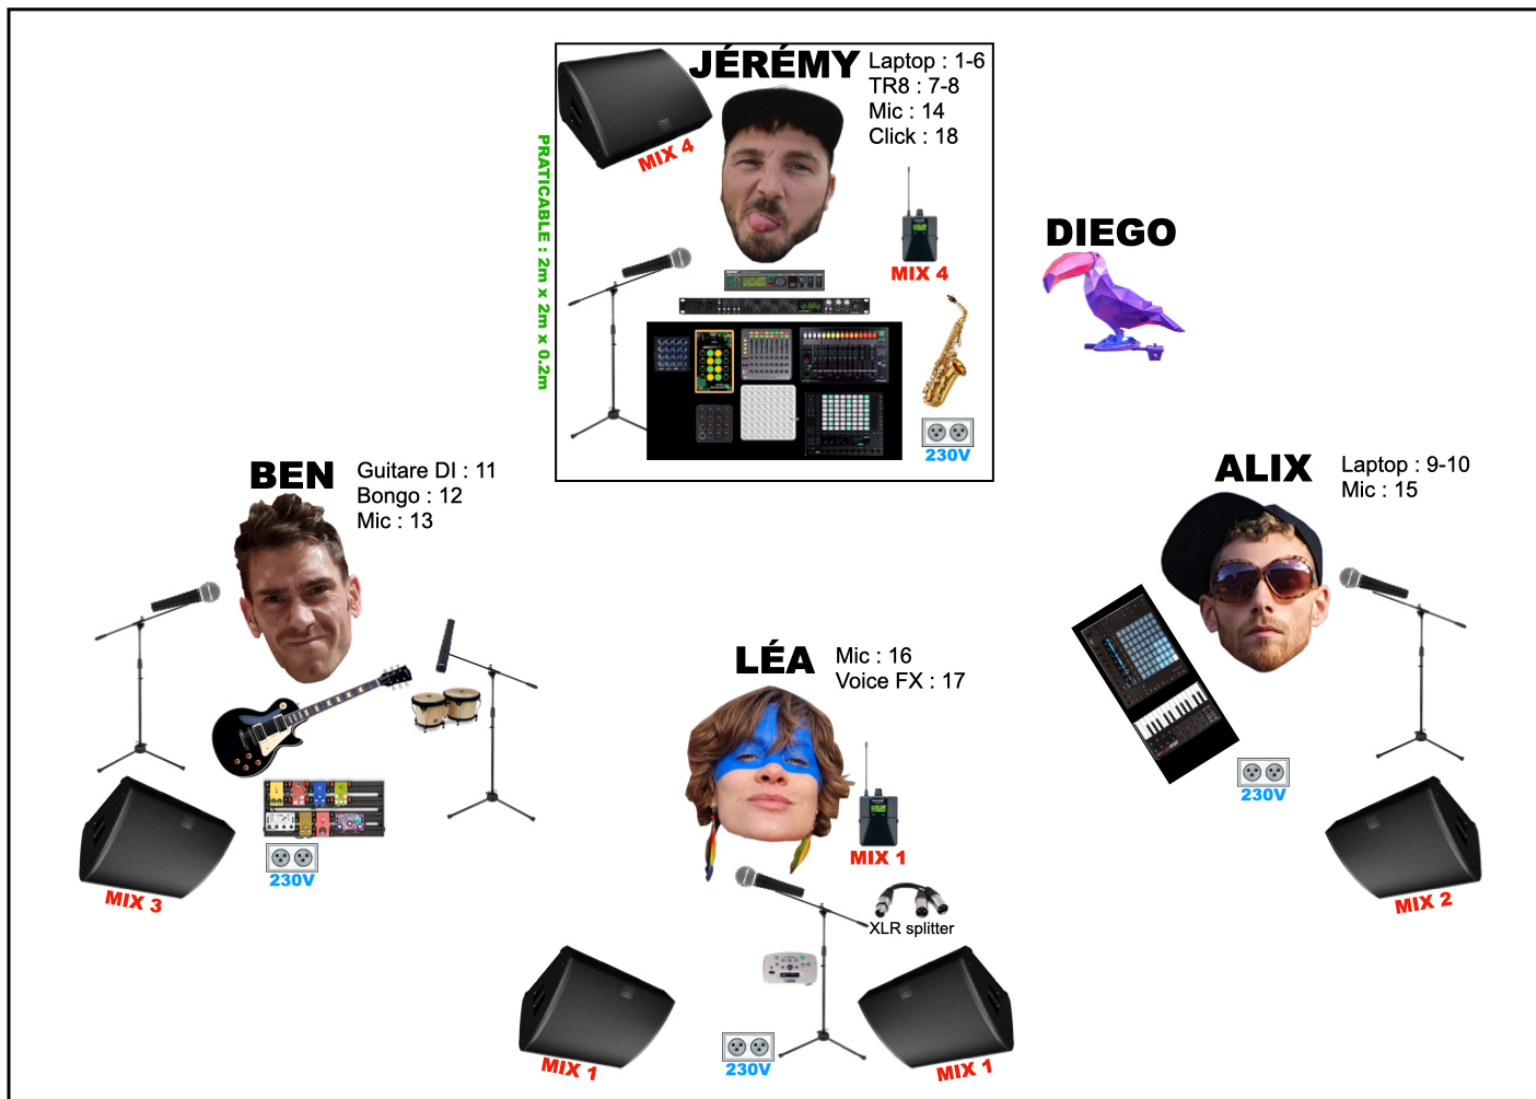 JÉRÉMY
Laptop : 1-6
TR8 : 7-8
Mic : 14
Click : 18
MIX 4
PRATICABLE : 2m x 2m x 0.2m
MIX 4
230V
DIEGO
BEN
Guitare DI : 11
Bongo : 12
Mic : 13
230V
MIX 3
ALIX
Laptop : 9-10
Mic : 15
230V
MIX 2
LÉA
Mic : 16
Voice FX : 17
MIX 1
XLR splitter
MIX 1
230V
MIX 1